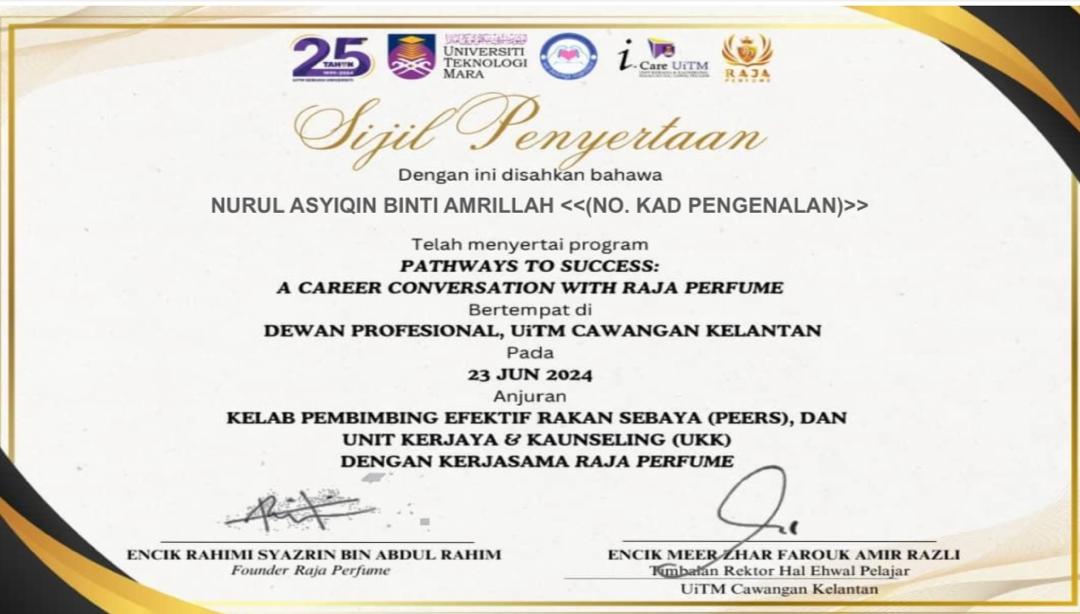 25
TAHUN
1999-2024
UNIVERSITI
TEKNOLOGI
MARA
i
Care UiTM
RAJA
PERFUME
Sijil Penyertaan
Dengan ini disahkan bahawa
NURUL ASYIQIN BINTI AMRILLAH <<(NO. KAD PENGENALAN)>>
Telah menyertai program
PATHWAYS TO SUCCESS:
A CAREER CONVERSATION WITH RAJA PERFUME
Bertempat di
DEWAN PROFESIONAL, UiTM CAWANGAN KELANTAN
Pada
23 JUN 2024
Anjuran
KELAB PEMBIMBING EFEKTIF RAKAN SEBAYA (PEERS), DAN
UNIT KERJAYA & KAUNSELING (UKK)
DENGAN KERJASAMA RAJA PERFUME
ENCIK RAHIMI SYAZRIN BIN ABDUL RAHIM
Founder Raja Perfume
ENCIK MEER ZHAR FAROUK AMIR RAZLI
Timbalan Rektor Hal Ehwal Pelajar
UiTM Cawangan Kelantan